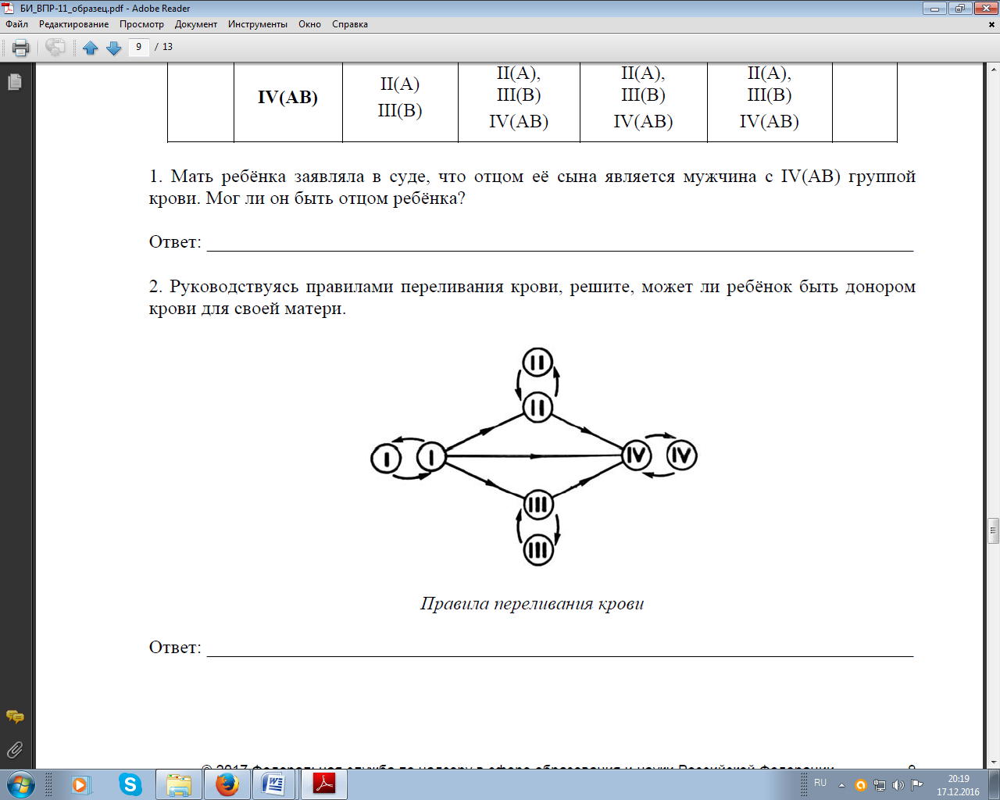 БИ_ВПР-11_образец.pdf - Adobe Reader
Файл Редактирование Просмотр Документ Инструменты Окно Справка
9 / 13
IV(AB)
II(A)
III(B)
II(A),
III(B)
IV(AB)
II(A),
III(B)
IV(AB)
II(A),
III(B)
IV(AB)
1. Мать ребёнка заявляла в суде, что отцом её сына является мужчина с IV(AB) группой
крови. Мог ли он быть отцом ребёнка?
Ответ:
2. Руководствуясь правилами переливания крови, решите, может ли ребёнок быть донором
крови для своей матери.
II
II
I I IV IV
III
III
Правила переливания крови
Ответ:
© 2017 Федеральная служба по надзору в сфере образования и науки Российской Федерации 9
RU 20:19
17.12.2016